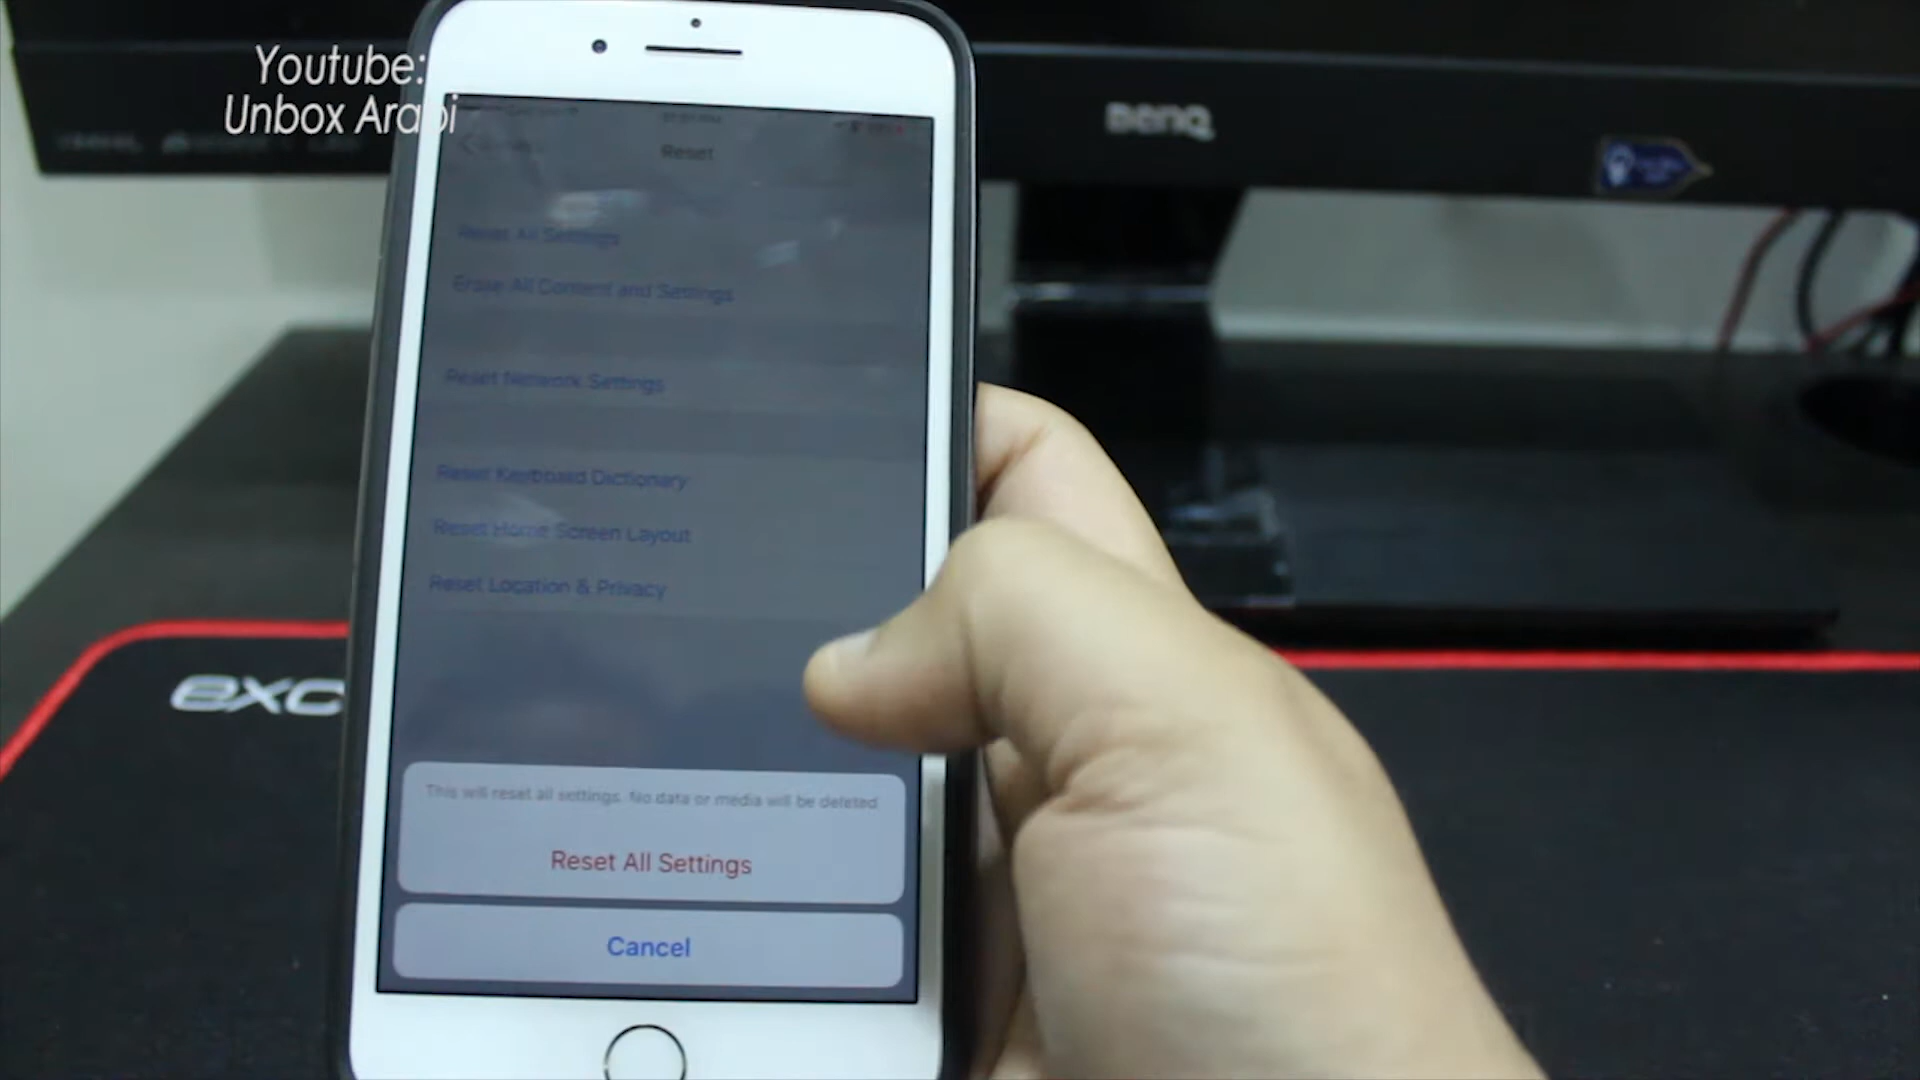 Youtube:
Unbox Arabi
BenQ
Reset
Reset All Settings
Erase All Content and Settings
Reset Network Settings
Reset Keyboard Dictionary
Reset Home Screen Layout
Reset Location & Privacy
exc
This will reset all settings. No data or media will be deleted
Reset All Settings
Cancel